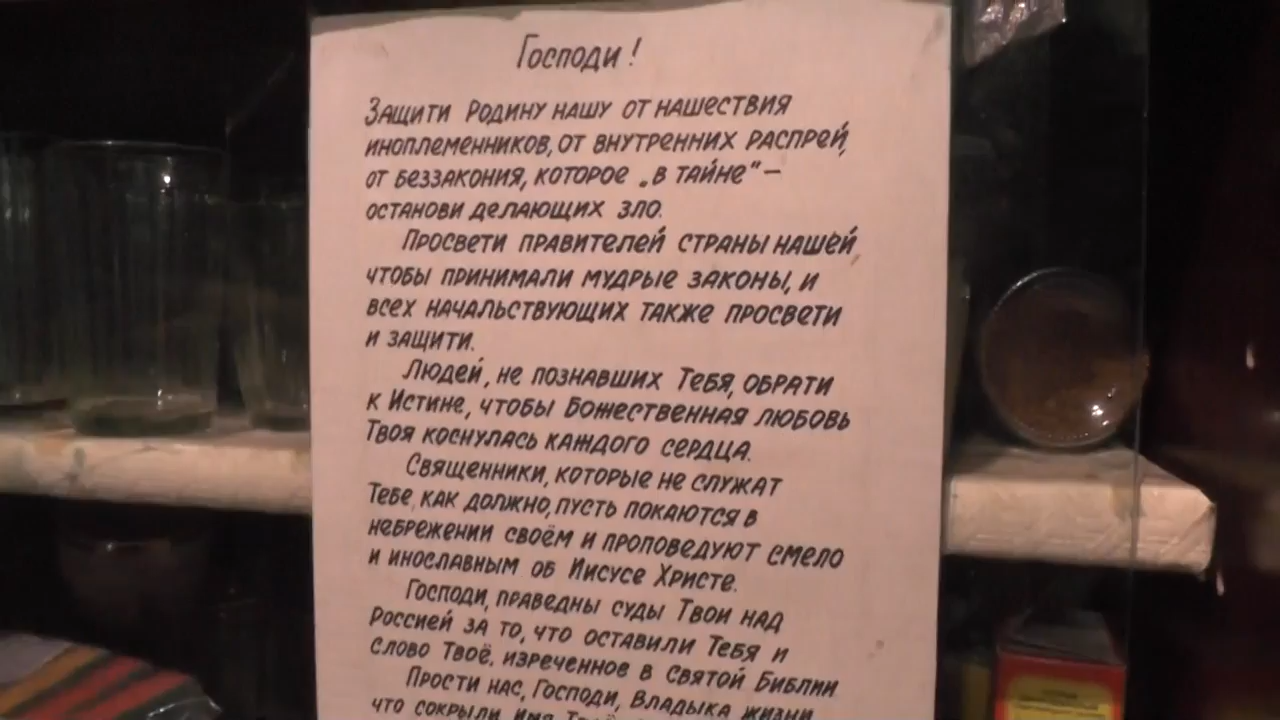 Господи!
Защити Родину нашу от нашествия
иноплеменников, от внутренних распрей,
от беззакония, которое „в тайне" –
останови делающих зло.
Просвети правителей страны нашей,
чтобы принимали мудрые законы, и
всех начальствующих также просвети
и защити.
Людей, не познавших Тебя, обрати
к Истине, чтобы Божественная любовь
Твоя коснулась каждого сердца.
Священники, которые не служат
Тебе, как должно, пусть покаются в
небрежении своём и проповедуют смело
и инославным об Иисусе Христе.
Господи, праведны суды Твои над
Россией за то, что оставили Тебя и
слово Твоё, изреченное в Святой Библии
Прости нас, Господи, Владыка жизни
что сокрыли имя